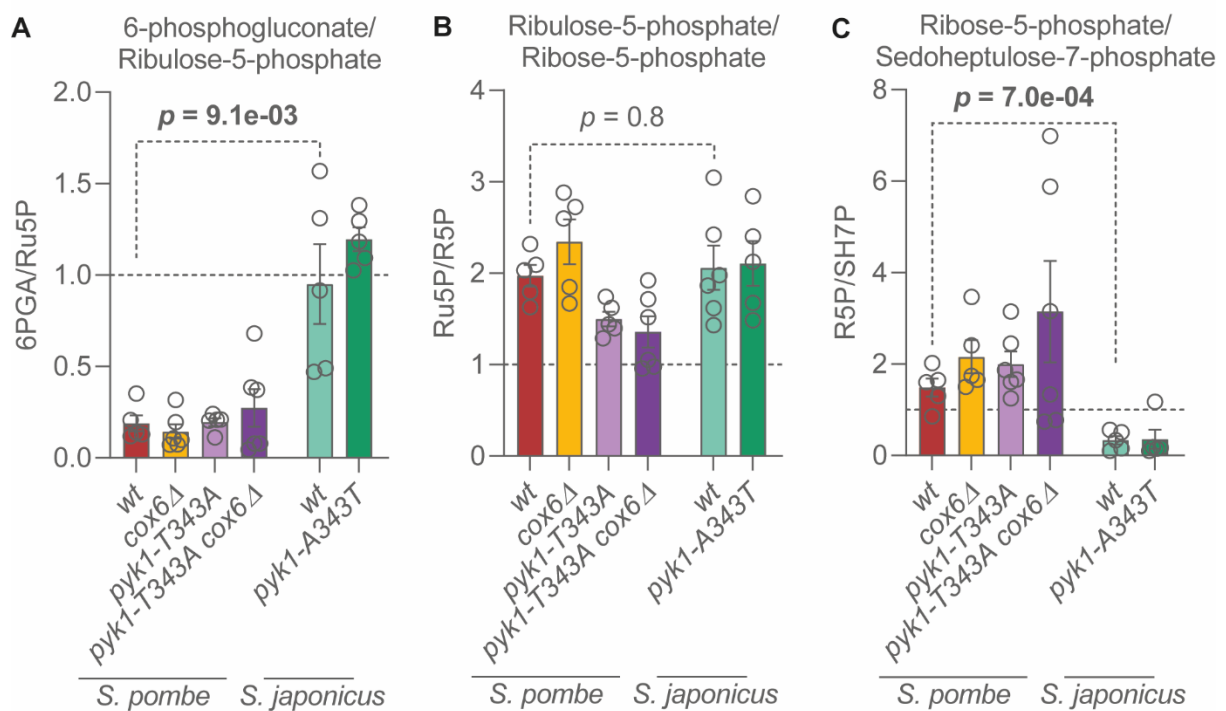 A
6-phosphogluconate/
Ribulose-5-phosphate
6PGA/Ru5P
2.0
1.5
1.0
0.5
0.0
p = 9.1e-03
wt
cox6Δ
pyk1-T343A
pyk1-T343A cox6Δ
wt
pyk1-A343T
S. pombe
S. japonicus
B
Ribulose-5-phosphate/
Ribose-5-phosphate
Ru5P/R5P
4
3
2
1
0
p = 0.8
wt
cox6Δ
pyk1-T343A
pyk1-T343A cox6Δ
wt
pyk1-A343T
S. pombe
S. japonicus
C
Ribose-5-phosphate/
Sedoheptulose-7-phosphate
R5P/SH7P
8
6
4
2
0
p = 7.0e-04
wt
cox6Δ
pyk1-T343A
pyk1-T343A cox6Δ
wt
pyk1-A343T
S. pombe
S. japonicus